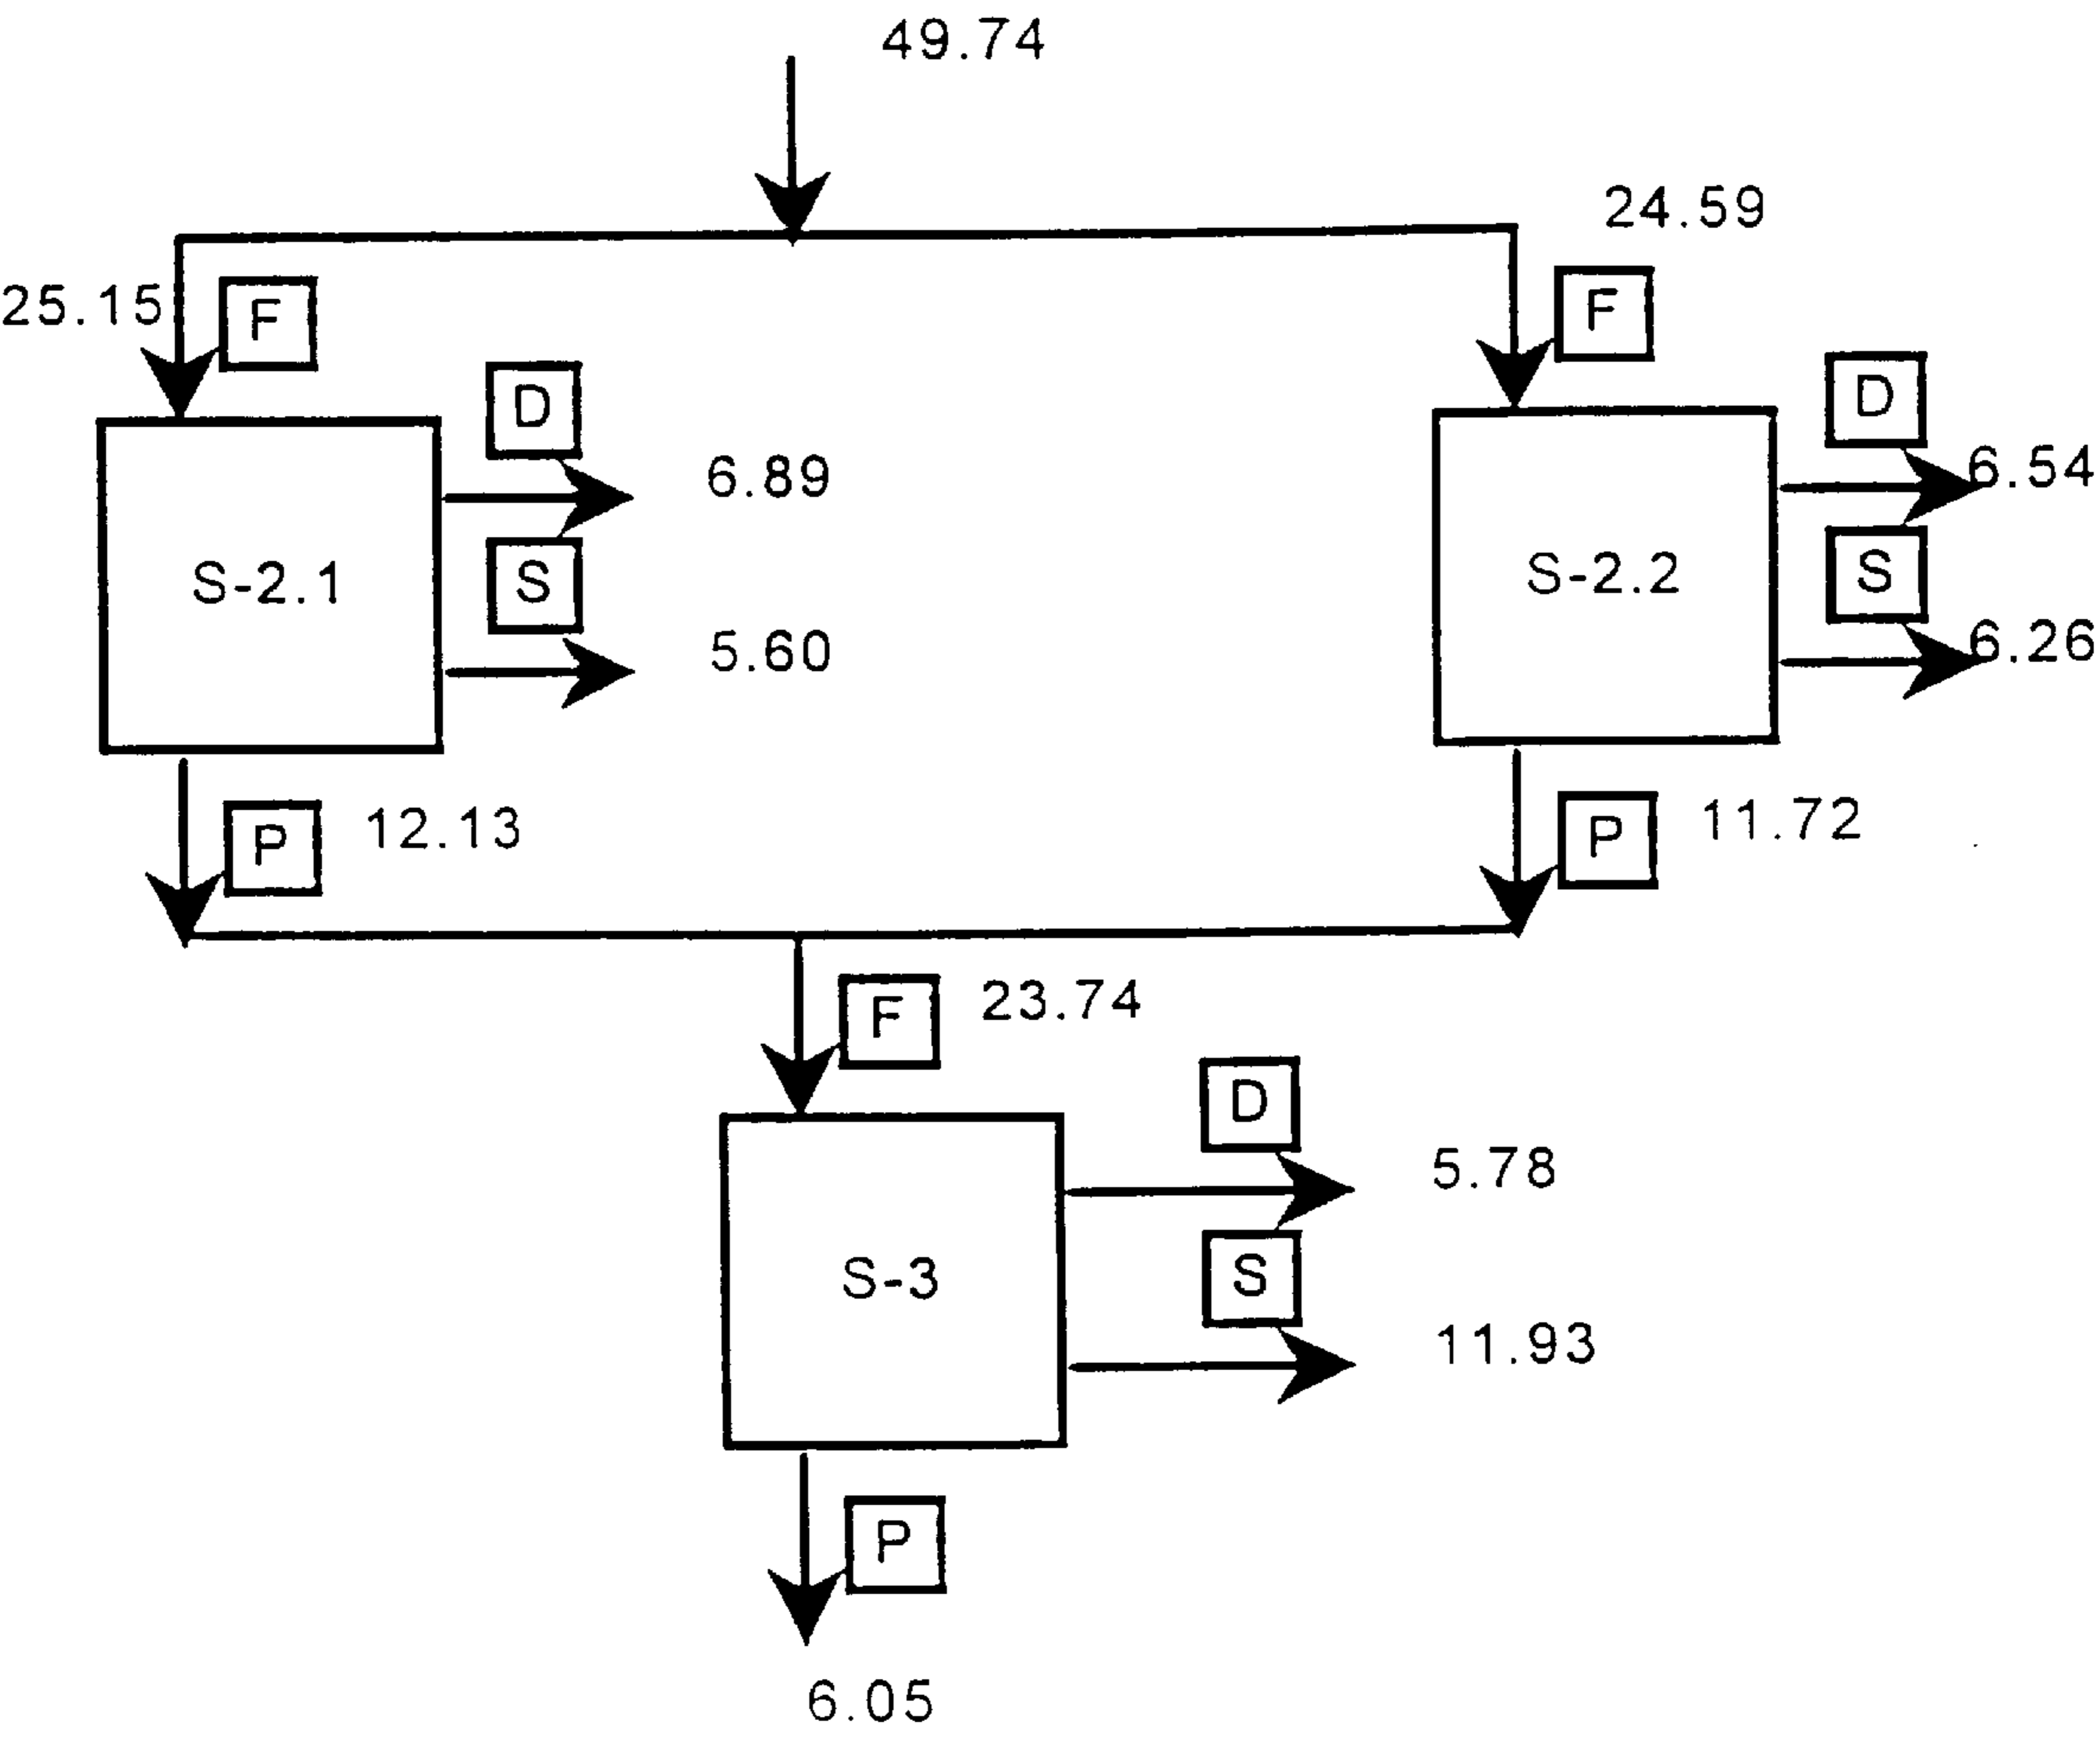 49.74
24.59
25.15
F
F
D
D
6.89
6.54
S-2.1
S
S-2.2
S
5.60
6.26
P
12.13
P
11.72
F
23.74
D
5.78
S-3
S
11.93
P
6.05